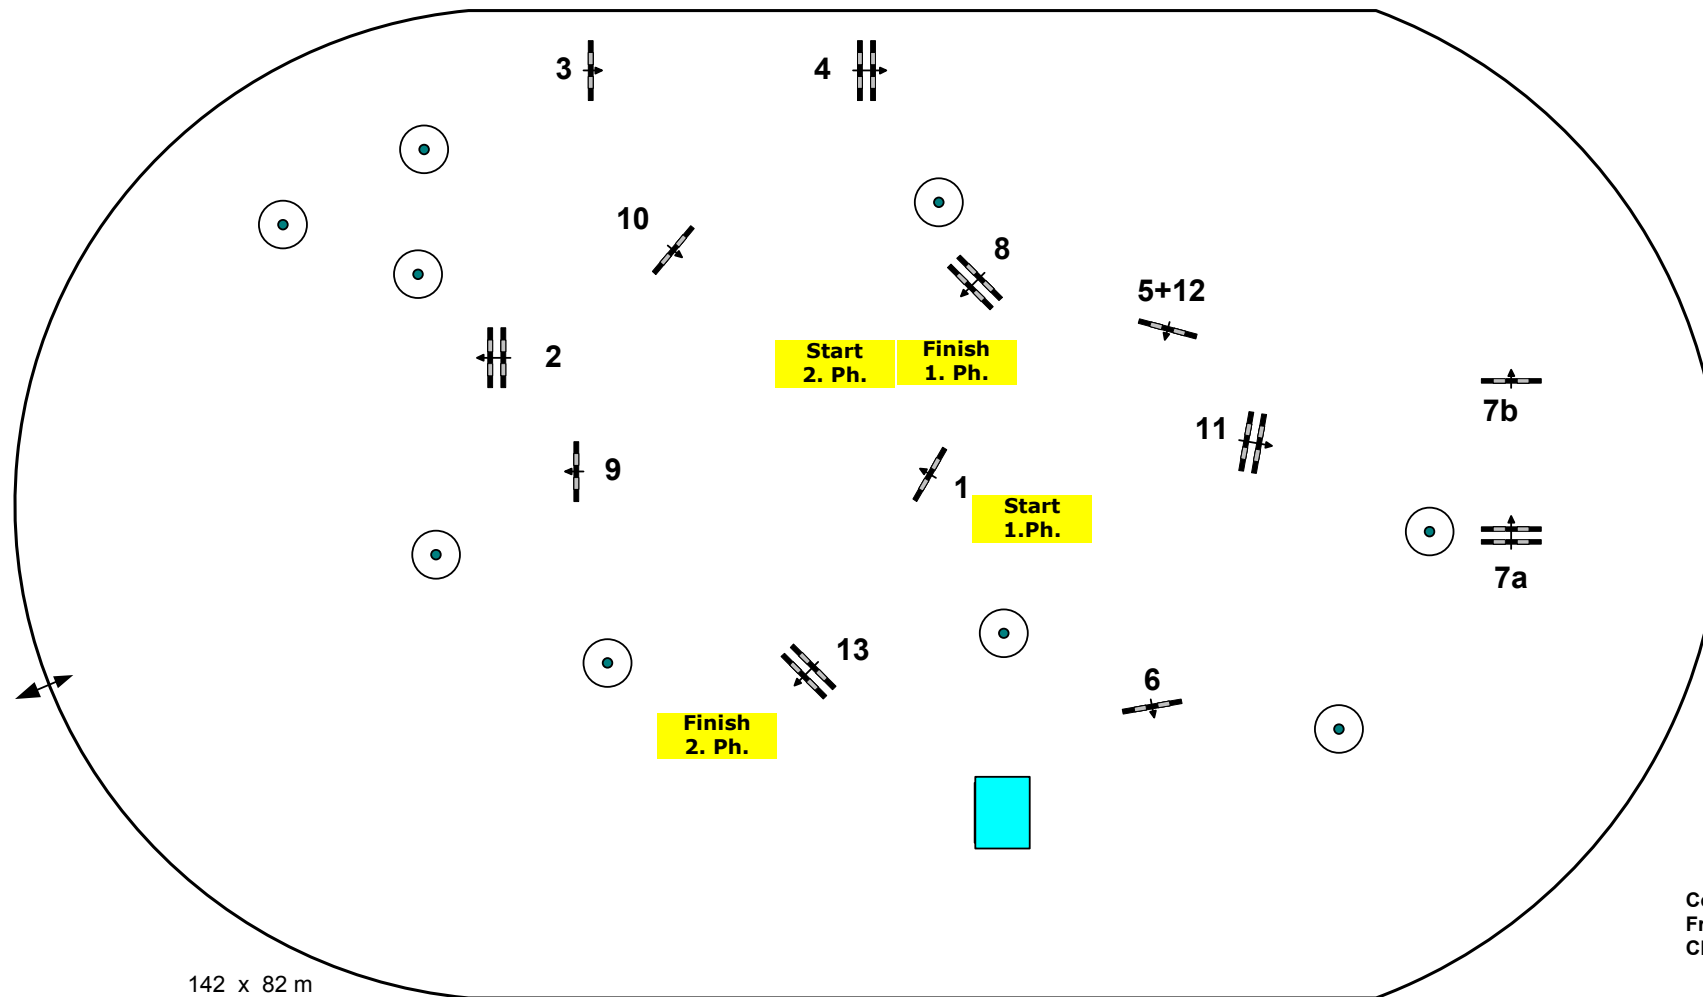 3
4
10
8
5+12
2
Start
2. Ph.
Finish
1. Ph.
7b
11
9
1
Start
1.Ph.
7a
13
6
Finish
2. Ph.
142 x 82 m